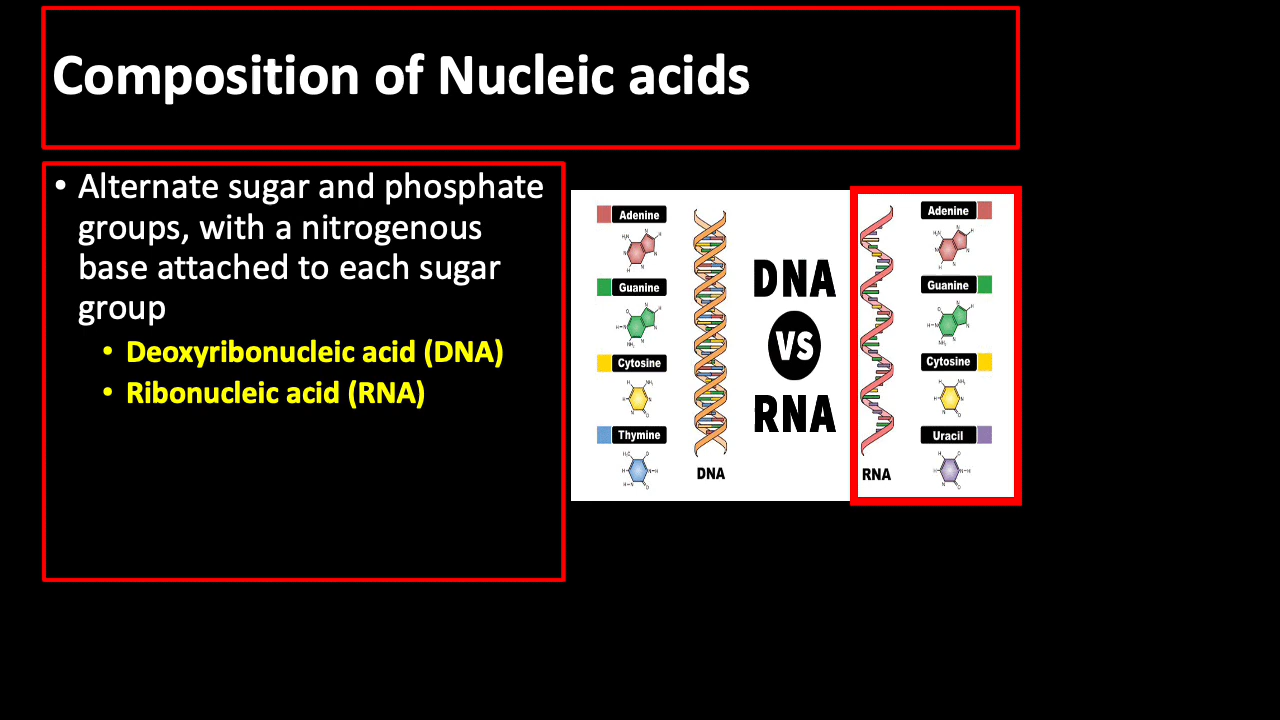 Composition of Nucleic acids
• Alternate sugar and phosphate
groups, with a nitrogenous
base attached to each sugar
group
• Deoxyribonucleic acid (DNA)
• Ribonucleic acid (RNA)
Adenine
Guanine
Cytosine
Thymine
DNA
DNA
VS
RNA
RNA
Adenine
Guanine
Cytosine
Uracil